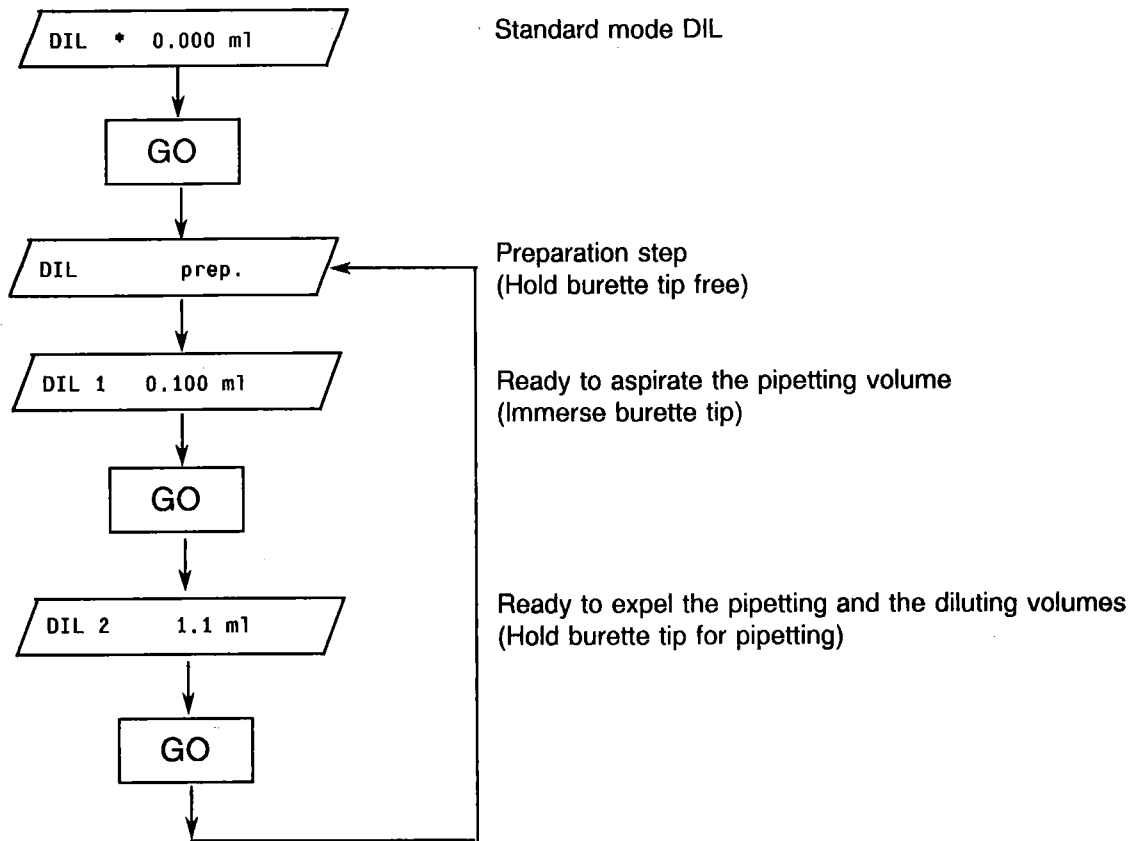 DIL * 0.000 ml
Standard mode DIL
GO
DIL prep.
Preparation step
(Hold burette tip free)
DIL 1 0.100 ml
Ready to aspirate the pipetting volume
(Immerse burette tip)
GO
DIL 2 1.1 ml
Ready to expel the pipetting and the diluting volumes
(Hold burette tip for pipetting)
GO